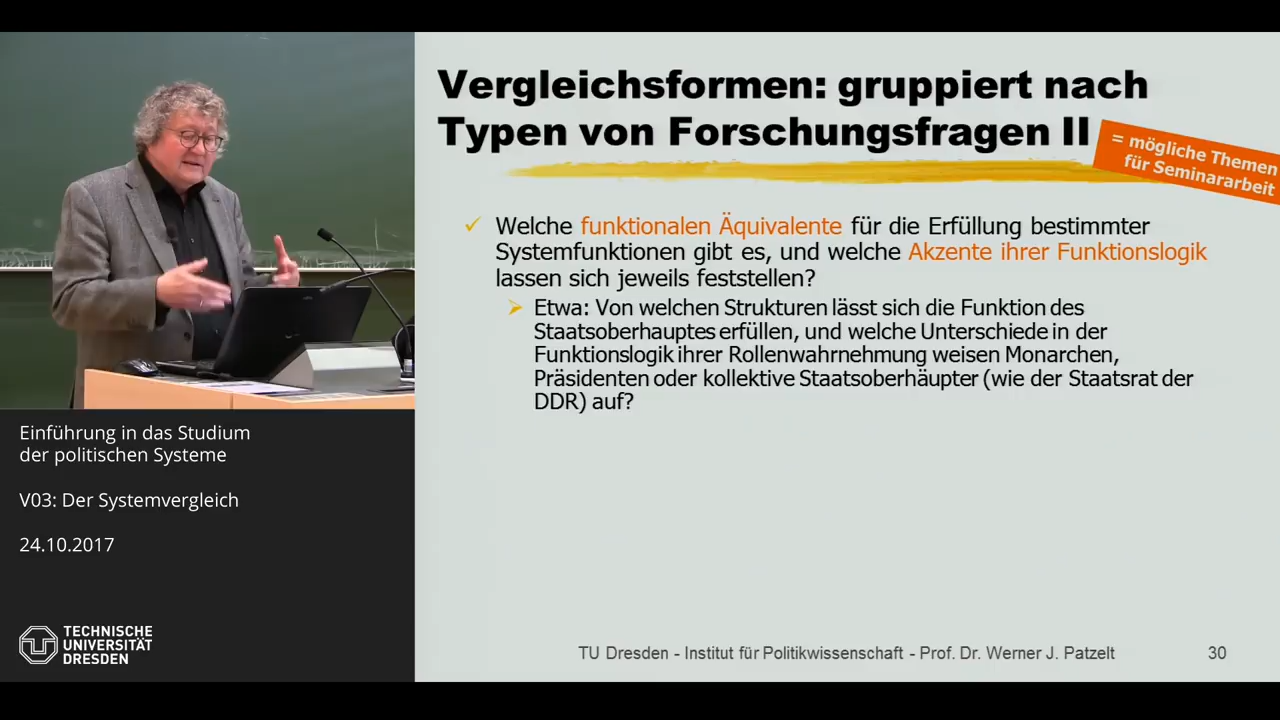 Vergleichsformen: gruppiert nach
Typen von Forschungsfragen II
= mögliche Themen
für Seminararbeit
✓ Welche funktionalen Äquivalente für die Erfüllung bestimmter
Systemfunktionen gibt es, und welche Akzente ihrer Funktionslogik
lassen sich jeweils feststellen?
➢ Etwa: Von welchen Strukturen lässt sich die Funktion des
Staatsoberhauptes erfüllen, und welche Unterschiede in der
Funktionslogik ihrer Rollenwahrnehmung weisen Monarchen,
Präsidenten oder kollektive Staatsoberhäupter (wie der Staatsrat der
DDR) auf?
Einführung in das Studium
der politischen Systeme
V03: Der Systemvergleich
24.10.2017
TECHNISCHE
UNIVERSITÄT
DRESDEN
TU Dresden - Institut für Politikwissenschaft - Prof. Dr. Werner J. Patzelt
30